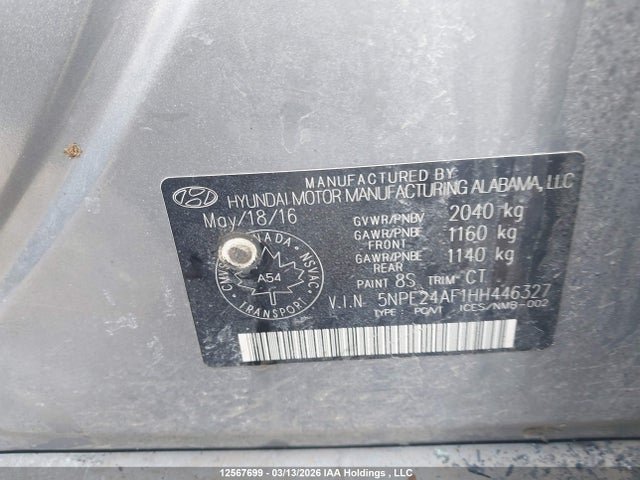 MANUFACTURED BY
HYUNDAI MOTOR MANUFACTURING ALABAMA, LLC
May/18/16
GVWR/PNBV 2040 kg
GAWR/PNBE FRONT 1160 kg
GAWR/PNBE REAR 1140 kg
PAINT 8S TRIM CT
CANADA
NSVAC
A54
CMVSS
TRANSPORT
V.I.N. 5NPE24AF1HH446327
TYPE : PC/VT ICES/NMB-002
12567699 - 03/13/2026 IAA Holdings , LLC